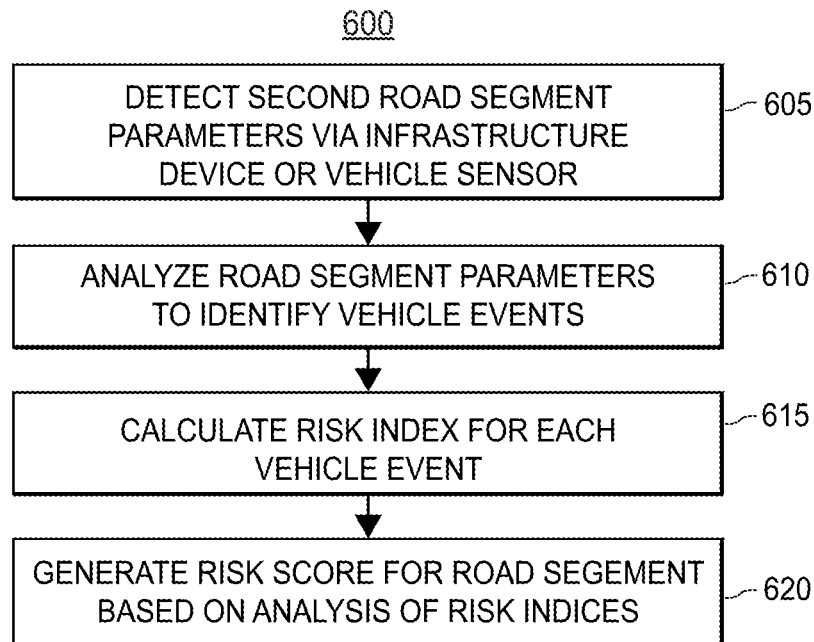 600
DETECT SECOND ROAD SEGMENT
PARAMETERS VIA INFRASTRUCTURE
DEVICE OR VEHICLE SENSOR
605
ANALYZE ROAD SEGMENT PARAMETERS
TO IDENTIFY VEHICLE EVENTS
610
CALCULATE RISK INDEX FOR EACH
VEHICLE EVENT
615
GENERATE RISK SCORE FOR ROAD SEGEMENT
BASED ON ANALYSIS OF RISK INDICES
620